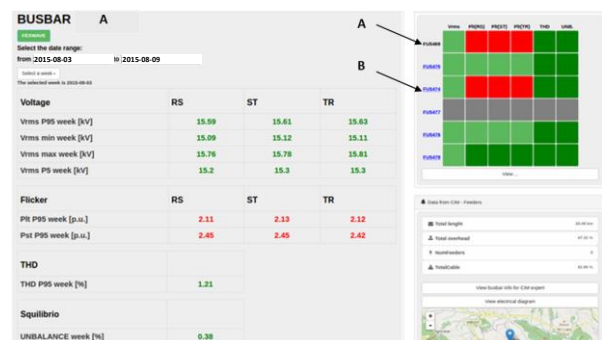 BUSBAR A
PERWAVE
Select the date range:
from 2015-08-03 to 2015-08-09
Select a week
The selected week is 2015-08-03
Voltage RS ST TR
Vrms P95 week [kV] 15.59 15.61 15.63
Vrms min week [kV] 15.09 15.12 15.11
Vrms max week [kV] 15.76 15.78 15.81
Vrms P5 week [kV] 15.2 15.3 15.3
Flicker RS ST TR
Plt P95 week [p.u.] 2.11 2.13 2.12
Pst P95 week [p.u.] 2.45 2.45 2.42
THD
THD P95 week [%] 1.21
Squilibrio
UNBALANCE week [%] 0.38
A
B
Vrms THD UNB.
View ...
Data from CIM - Feeders
Total lenght
Total overhead
NumFeeders
TotalCable
View busbar info for CIM expert
View electrical diagram
+
-